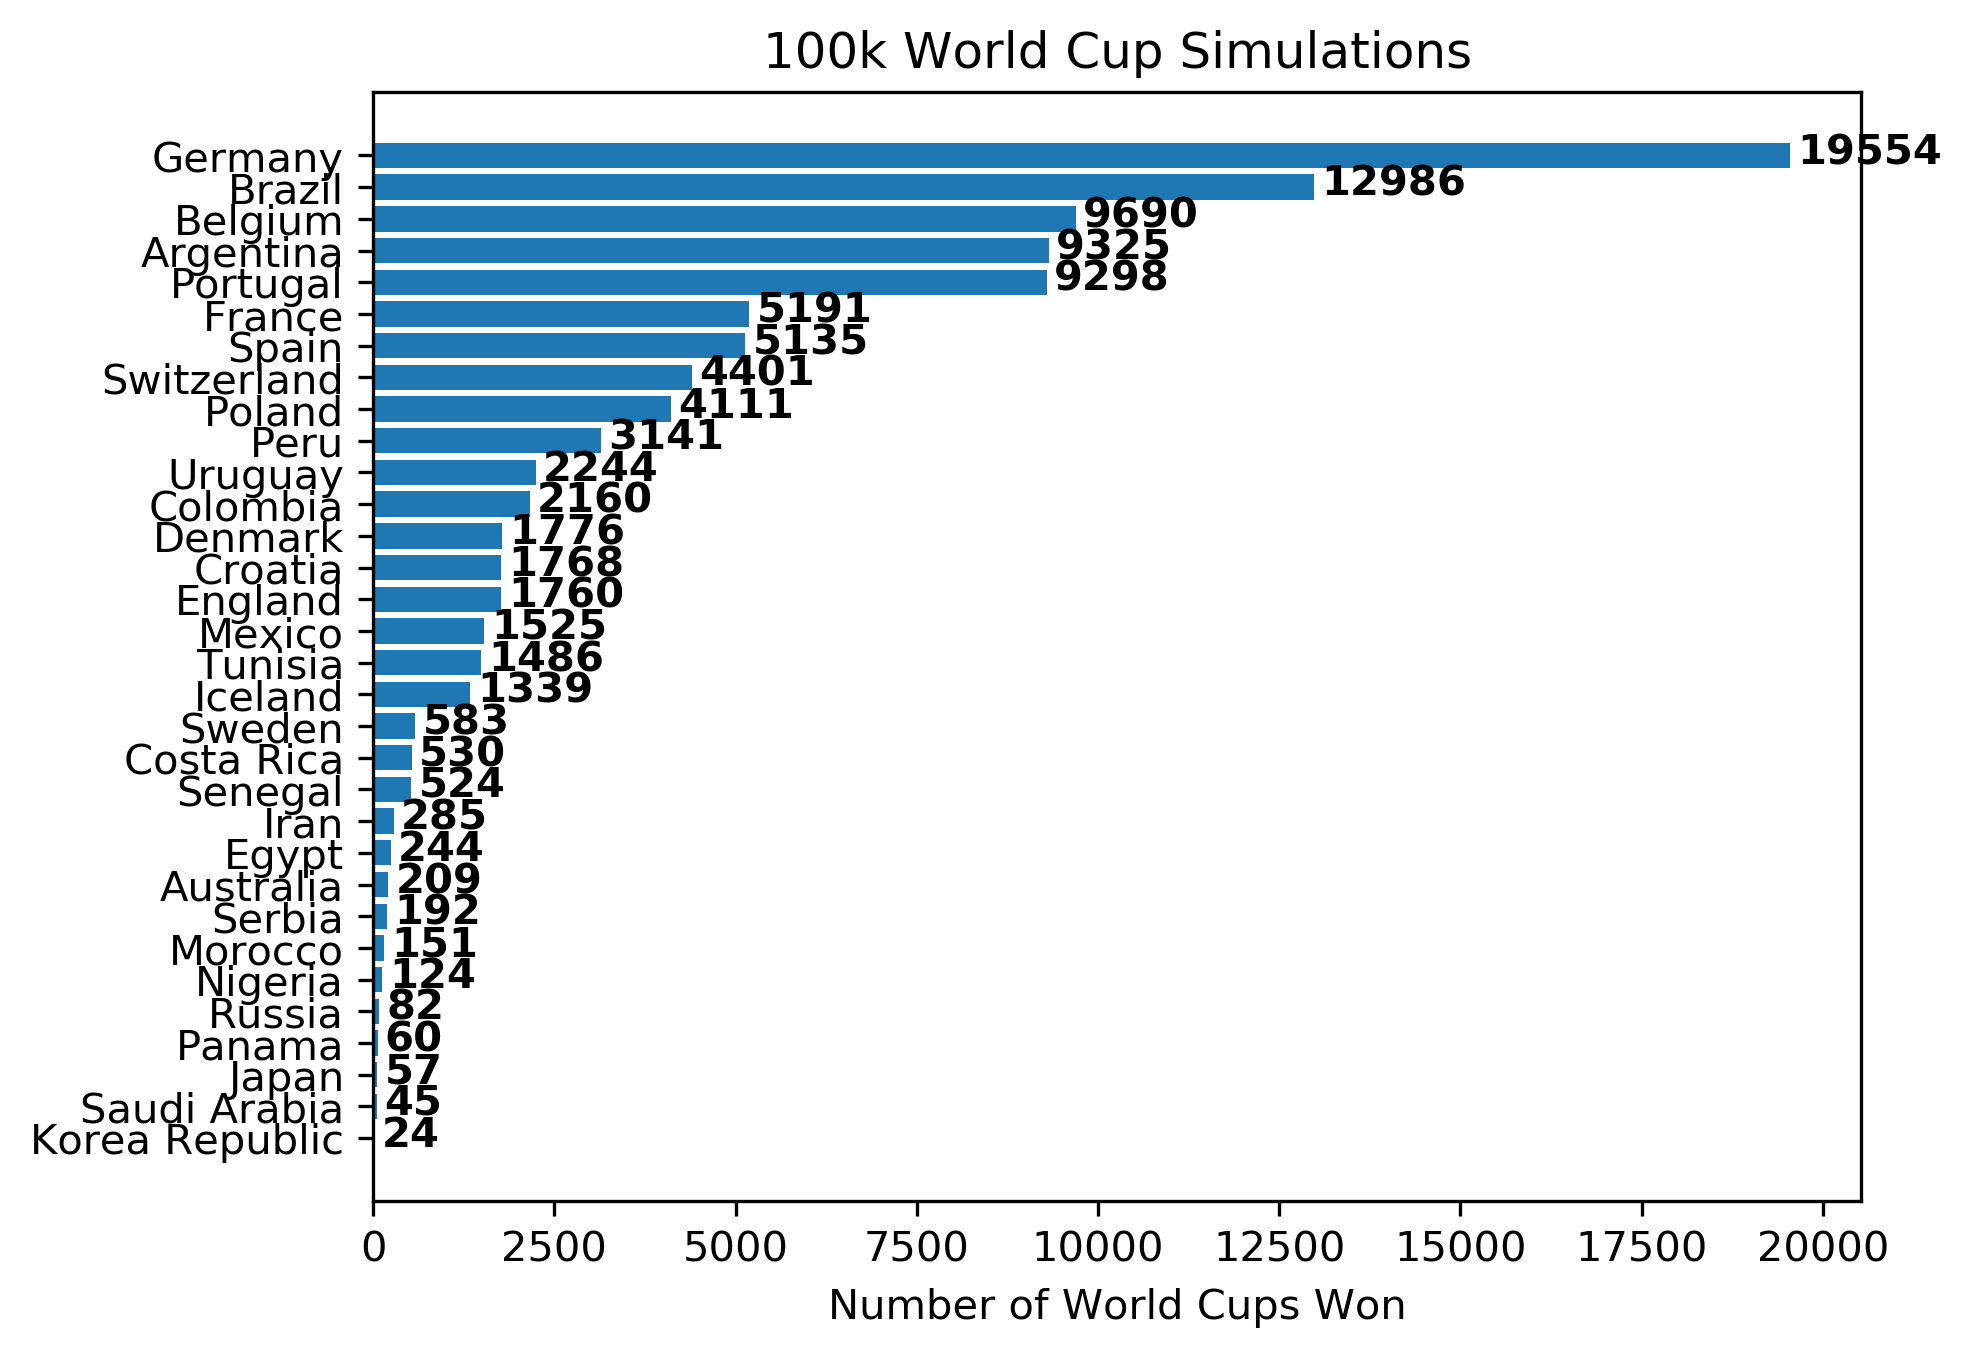 100k World Cup Simulations
Germany 19554
Brazil 12986
Belgium 9690
Argentina 9325
Portugal 9298
France 5191
Spain 5135
Switzerland 4401
Poland 4111
Peru 3141
Uruguay 2244
Colombia 2160
Denmark 1776
Croatia 1768
England 1760
Mexico 1525
Tunisia 1486
Iceland 1339
Sweden 583
Costa Rica 530
Senegal 524
Iran 285
Egypt 244
Australia 209
Serbia 192
Morocco 151
Nigeria 124
Russia 82
Panama 60
Japan 57
Saudi Arabia 45
Korea Republic 24
0 2500 5000 7500 10000 12500 15000 17500 20000
Number of World Cups Won